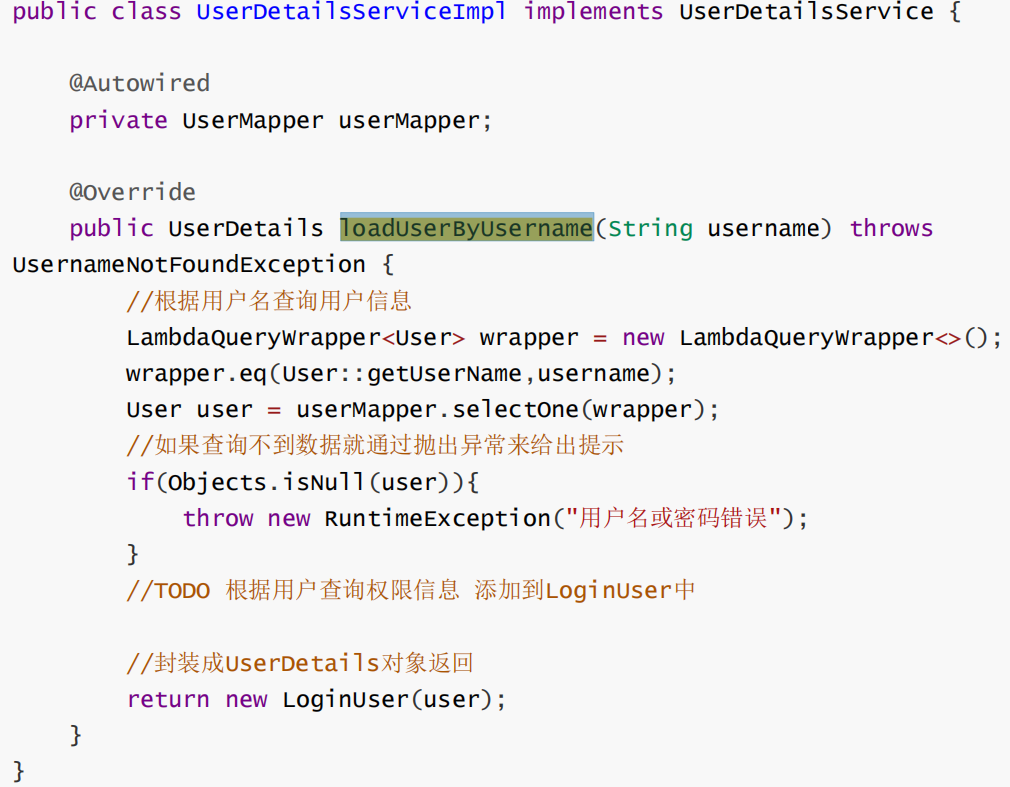 public class UserDetailsServiceImpl implements UserDetailsService {
@Autowired
private UserMapper userMapper;
@Override
public UserDetails loadUserByUsername(String username) throws
UsernameNotFoundException {
//根据用户名查询用户信息
LambdaQueryWrapper<User> wrapper = new LambdaQueryWrapper<>();
wrapper.eq(User::getUserName,username);
User user = userMapper.selectOne(wrapper);
//如果查询不到数据就通过抛出异常来给出提示
if(Objects.isNull(user)){
throw new RuntimeException("用户名或密码错误");
}
//TODO 根据用户查询权限信息 添加到LoginUser中
//封装成UserDetails对象返回
return new LoginUser(user);
}
}